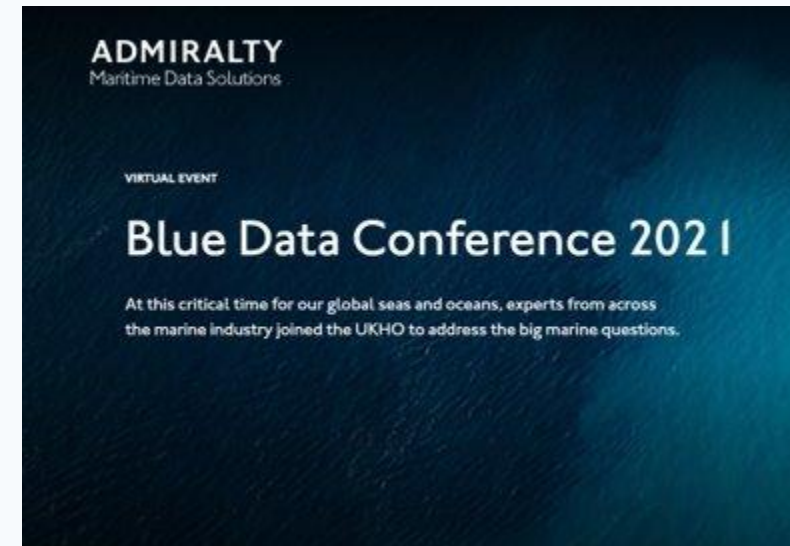 ADMIRALTY
Maritime Data Solutions
VIRTUAL EVENT
Blue Data Conference 2021
At this critical time for our global seas and oceans, experts from across
the marine industry joined the UKHO to address the big marine questions.